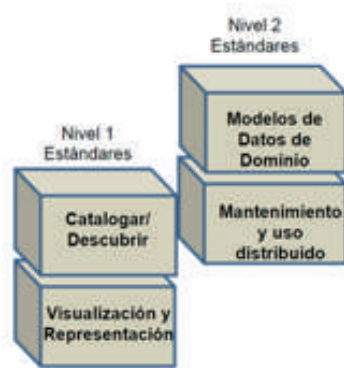 Nivel 2
Estándares
Modelos de
Datos de
Dominio
Mantenimiento
y uso
distribuido
Nivel 1
Estándares
Catalogar/
Descubrir
Visualización y
Representación